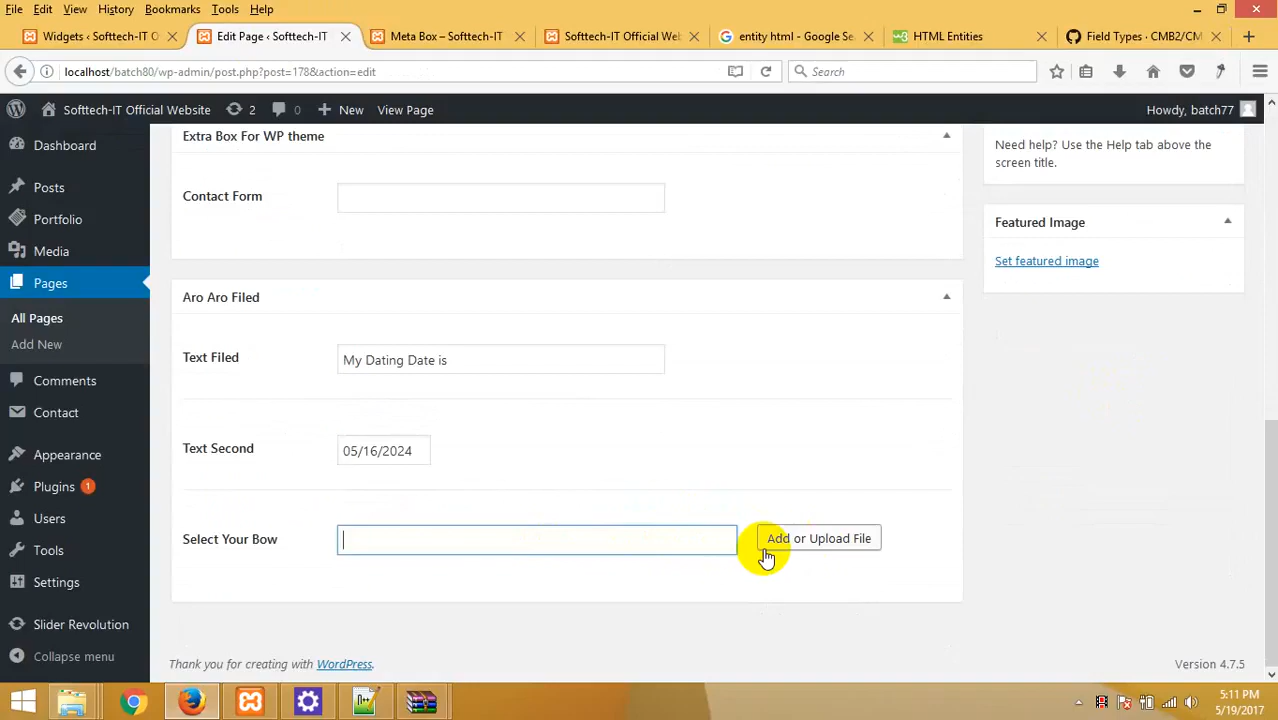 File Edit View History Bookmarks Tools Help
Widgets ‹ Softtech-IT O
Edit Page ‹ Softtech-IT
Meta Box – Softtech-IT
Softtech-IT Official Web
entity html - Google Se
HTML Entities
Field Types · CMB2/CM
localhost/batch80/wp-admin/post.php?post=178&action=edit
Search
Softtech-IT Official Website 2 0 New View Page
Howdy, batch77
Dashboard
Posts
Portfolio
Media
Pages
All Pages
Add New
Comments
Contact
Appearance
Plugins 1
Users
Tools
Settings
Slider Revolution
Collapse menu
Extra Box For WP theme
Contact Form
Aro Aro Filed
Text Filed
My Dating Date is
Text Second
05/16/2024
Select Your Bow
Add or Upload File
Need help? Use the Help tab above the
screen title.
Featured Image
Set featured image
Thank you for creating with WordPress.
Version 4.7.5
5:11 PM
5/19/2017